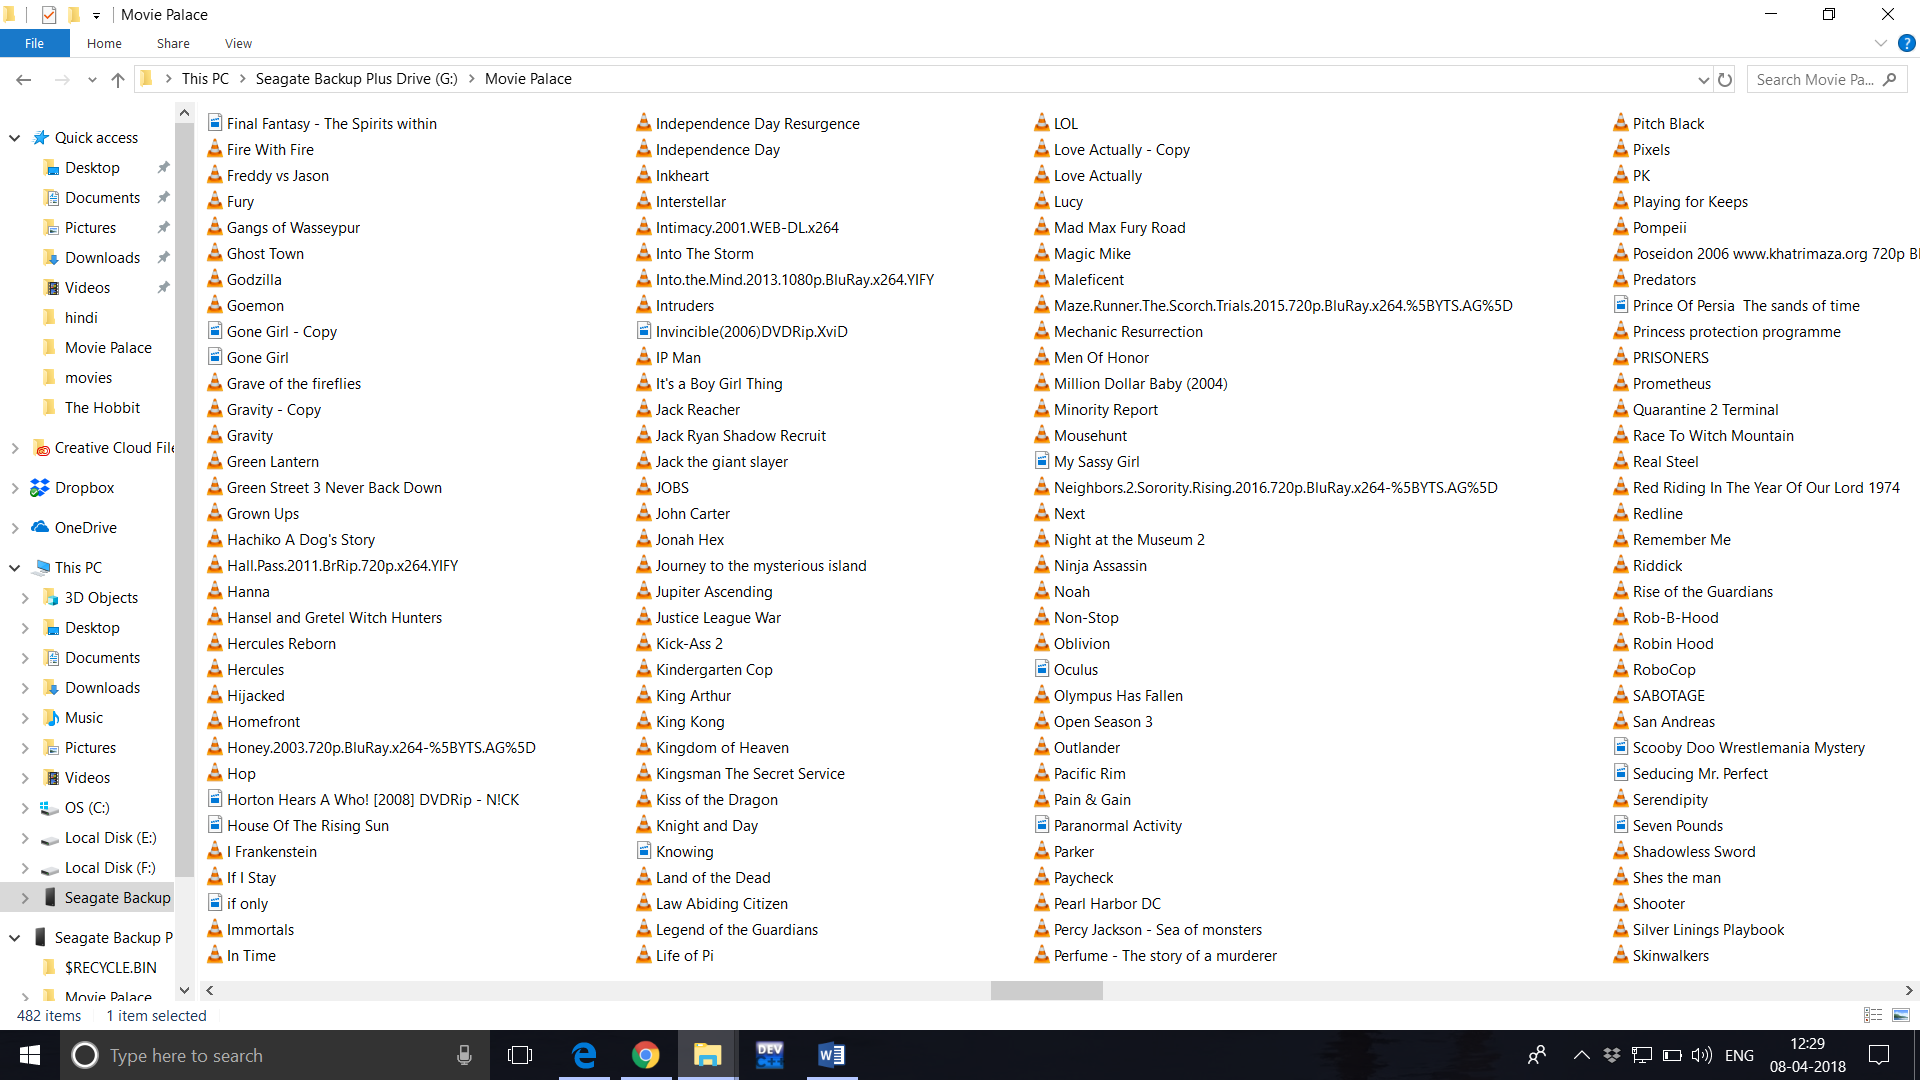 Movie Palace
File Home Share View
This PC Seagate Backup Plus Drive (G:) Movie Palace
Search Movie Pa...
Quick access
Desktop
Documents
Pictures
Downloads
Videos
hindi
Movie Palace
movies
The Hobbit
Creative Cloud File
Dropbox
OneDrive
This PC
3D Objects
Desktop
Documents
Downloads
Music
Pictures
Videos
OS (C:)
Local Disk (E:)
Local Disk (F:)
Seagate Backup
Seagate Backup P
$RECYCLE.BIN
Movie Palace
Final Fantasy - The Spirits within
Fire With Fire
Freddy vs Jason
Fury
Gangs of Wasseypur
Ghost Town
Godzilla
Goemon
Gone Girl - Copy
Gone Girl
Grave of the fireflies
Gravity - Copy
Gravity
Green Lantern
Green Street 3 Never Back Down
Grown Ups
Hachiko A Dog's Story
Hall.Pass.2011.BrRip.720p.x264.YIFY
Hanna
Hansel and Gretel Witch Hunters
Hercules Reborn
Hercules
Hijacked
Homefront
Honey.2003.720p.BluRay.x264-%5BYTS.AG%5D
Hop
Horton Hears A Who! [2008] DVDRip - N!CK
House Of The Rising Sun
I Frankenstein
If I Stay
if only
Immortals
In Time
Independence Day Resurgence
Independence Day
Inkheart
Interstellar
Intimacy.2001.WEB-DL.x264
Into The Storm
Into.the.Mind.2013.1080p.BluRay.x264.YIFY
Intruders
Invincible(2006)DVDRip.XviD
IP Man
It's a Boy Girl Thing
Jack Reacher
Jack Ryan Shadow Recruit
Jack the giant slayer
JOBS
John Carter
Jonah Hex
Journey to the mysterious island
Jupiter Ascending
Justice League War
Kick-Ass 2
Kindergarten Cop
King Arthur
King Kong
Kingdom of Heaven
Kingsman The Secret Service
Kiss of the Dragon
Knight and Day
Knowing
Land of the Dead
Law Abiding Citizen
Legend of the Guardians
Life of Pi
LOL
Love Actually - Copy
Love Actually
Lucy
Mad Max Fury Road
Magic Mike
Maleficent
Maze.Runner.The.Scorch.Trials.2015.720p.BluRay.x264.%5BYTS.AG%5D
Mechanic Resurrection
Men Of Honor
Million Dollar Baby (2004)
Minority Report
Mousehunt
My Sassy Girl
Neighbors.2.Sorority.Rising.2016.720p.BluRay.x264-%5BYTS.AG%5D
Next
Night at the Museum 2
Ninja Assassin
Noah
Non-Stop
Oblivion
Oculus
Olympus Has Fallen
Open Season 3
Outlander
Pacific Rim
Pain & Gain
Paranormal Activity
Parker
Paycheck
Pearl Harbor DC
Percy Jackson - Sea of monsters
Perfume - The story of a murderer
Pitch Black
Pixels
PK
Playing for Keeps
Pompeii
Poseidon 2006 www.khatrimaza.org 720p Bl
Predators
Prince Of Persia The sands of time
Princess protection programme
PRISONERS
Prometheus
Quarantine 2 Terminal
Race To Witch Mountain
Real Steel
Red Riding In The Year Of Our Lord 1974
Redline
Remember Me
Riddick
Rise of the Guardians
Rob-B-Hood
Robin Hood
RoboCop
SABOTAGE
San Andreas
Scooby Doo Wrestlemania Mystery
Seducing Mr. Perfect
Serendipity
Seven Pounds
Shadowless Sword
Shes the man
Shooter
Silver Linings Playbook
Skinwalkers
482 items 1 item selected
Type here to search
DEV
C++
ENG
12:29
08-04-2018